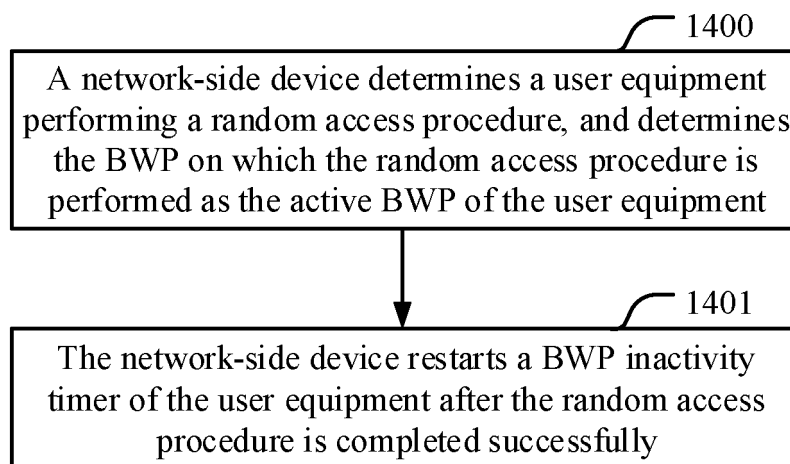 1400
A network-side device determines a user equipment
performing a random access procedure, and determines
the BWP on which the random access procedure is
performed as the active BWP of the user equipment
1401
The network-side device restarts a BWP inactivity
timer of the user equipment after the random access
procedure is completed successfully